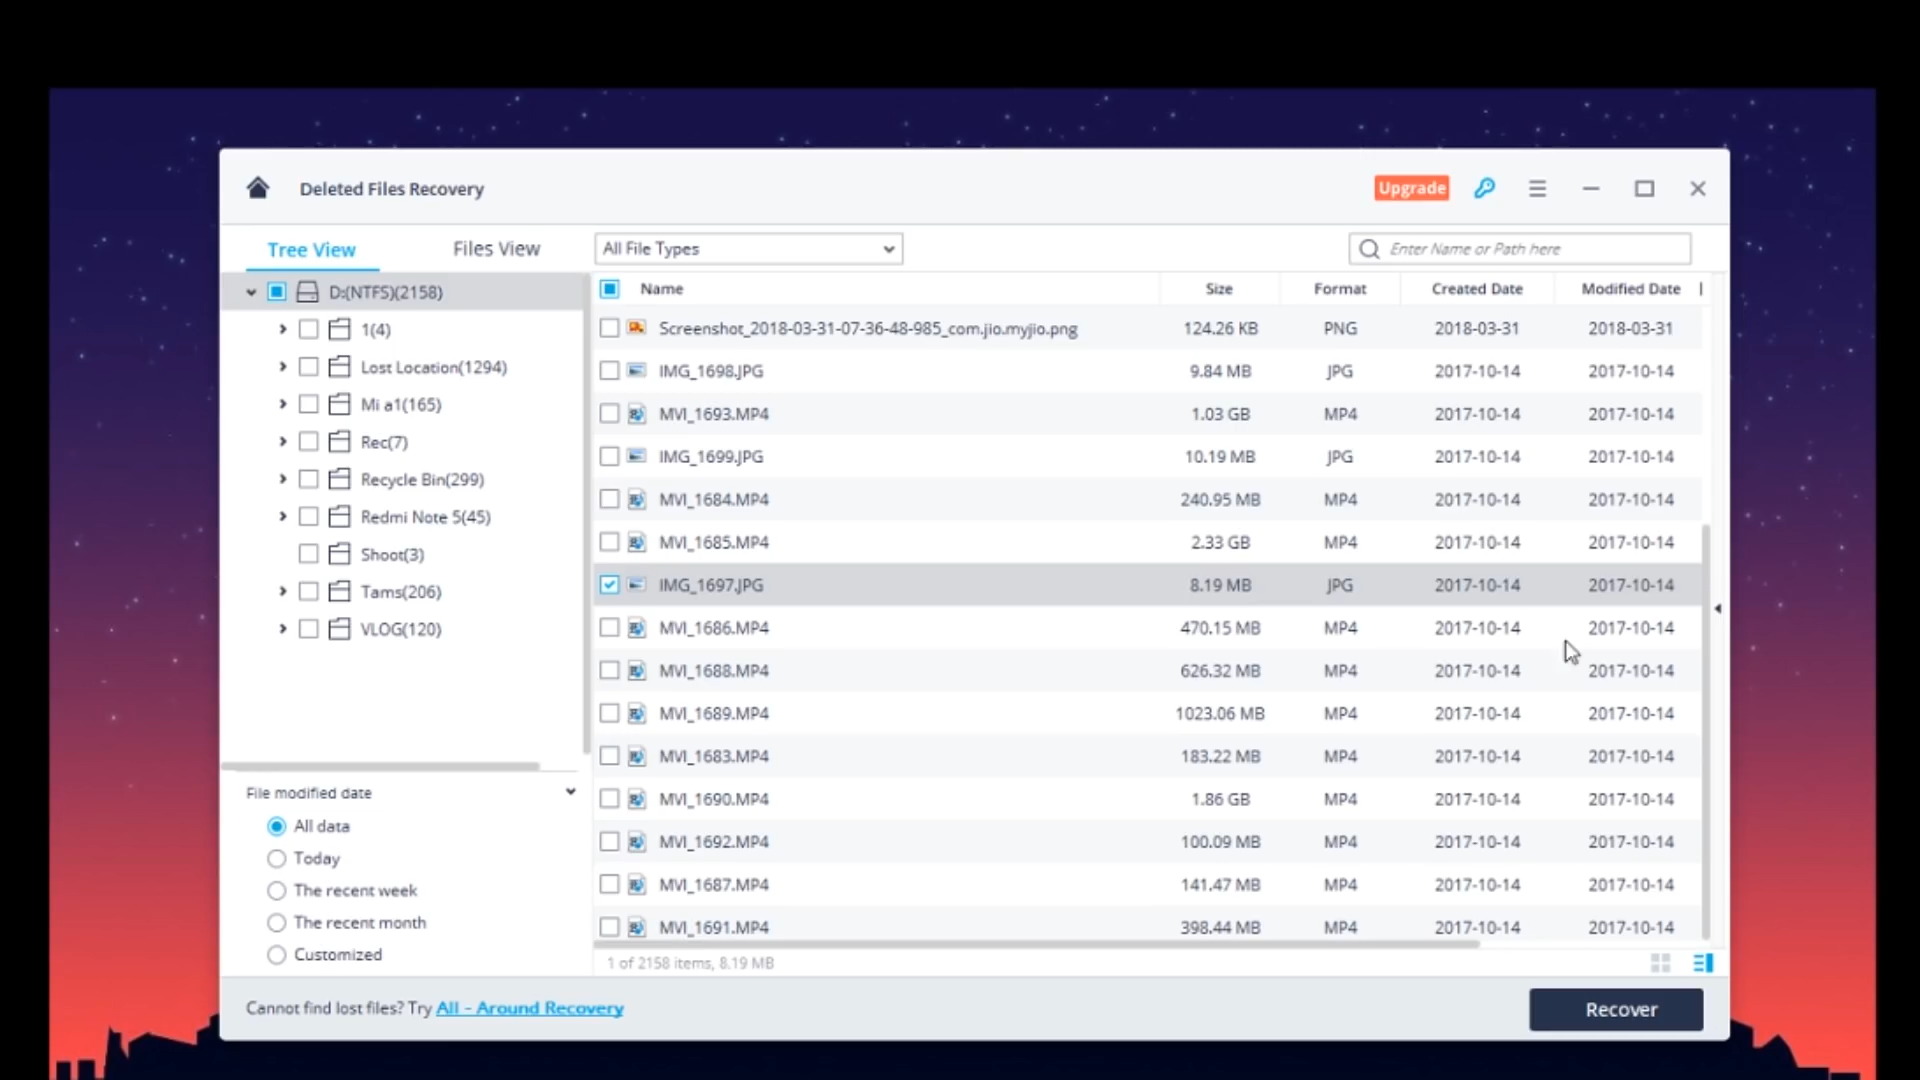 Deleted Files Recovery
Upgrade
Tree View
Files View
All File Types
Enter Name or Path here
D:(NTFS)(2158)
1(4)
Lost Location(1294)
Mi a1(165)
Rec(7)
Recycle Bin(299)
Redmi Note 5(45)
Shoot(3)
Tams(206)
VLOG(120)
File modified date
All data
Today
The recent week
The recent month
Customized
Name Size Format Created Date Modified Date
Screenshot_2018-03-31-07-36-48-985_com.jio.myjio.png 124.26 KB PNG 2018-03-31 2018-03-31
IMG_1698.JPG 9.84 MB JPG 2017-10-14 2017-10-14
MVI_1693.MP4 1.03 GB MP4 2017-10-14 2017-10-14
IMG_1699.JPG 10.19 MB JPG 2017-10-14 2017-10-14
MVI_1684.MP4 240.95 MB MP4 2017-10-14 2017-10-14
MVI_1685.MP4 2.33 GB MP4 2017-10-14 2017-10-14
IMG_1697.JPG 8.19 MB JPG 2017-10-14 2017-10-14
MVI_1686.MP4 470.15 MB MP4 2017-10-14 2017-10-14
MVI_1688.MP4 626.32 MB MP4 2017-10-14 2017-10-14
MVI_1689.MP4 1023.06 MB MP4 2017-10-14 2017-10-14
MVI_1683.MP4 183.22 MB MP4 2017-10-14 2017-10-14
MVI_1690.MP4 1.86 GB MP4 2017-10-14 2017-10-14
MVI_1692.MP4 100.09 MB MP4 2017-10-14 2017-10-14
MVI_1687.MP4 141.47 MB MP4 2017-10-14 2017-10-14
MVI_1691.MP4 398.44 MB MP4 2017-10-14 2017-10-14
1 of 2158 items, 8.19 MB
Cannot find lost files? Try All - Around Recovery
Recover